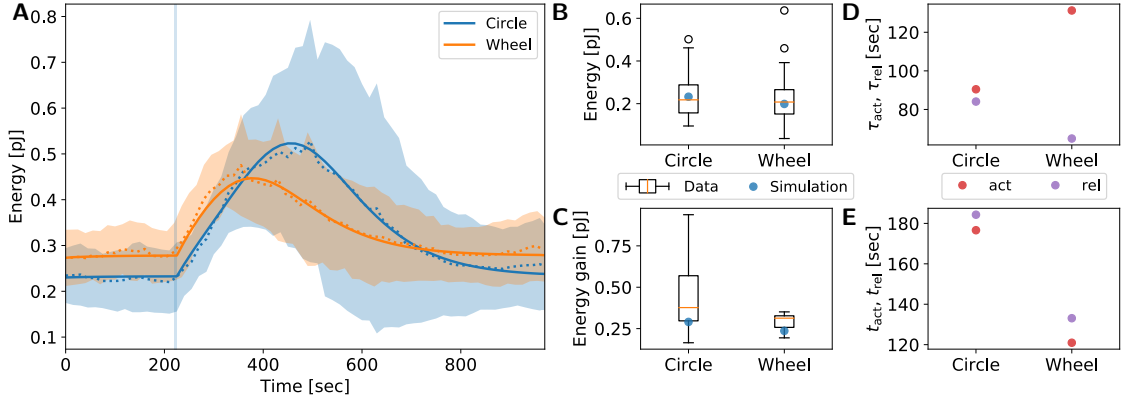 A
0.8
0.7
0.6
0.5
0.4
0.3
0.2
0.1
Energy [pJ]
0
200
400
600
800
Time [sec]
Circle
Wheel
B
0.6
0.4
0.2
Energy [pJ]
Circle
Wheel
Data
Simulation
C
0.75
0.50
0.25
Energy gain [pJ]
Circle
Wheel
D
120
100
80
τact, τrel [sec]
Circle
Wheel
act
rel
E
180
160
140
120
tact, trel [sec]
Circle
Wheel